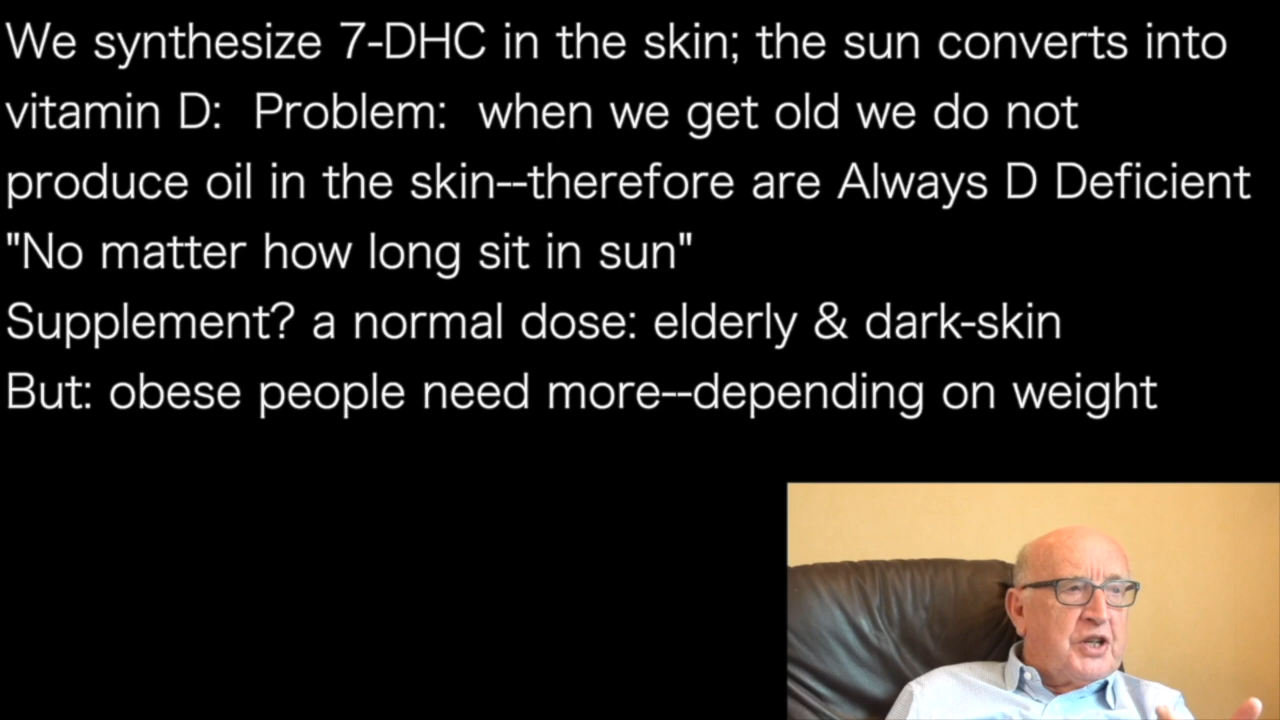 We synthesize 7-DHC in the skin; the sun converts into
vitamin D:  Problem:  when we get old we do not
produce oil in the skin--therefore are Always D Deficient
"No matter how long sit in sun"
Supplement? a normal dose: elderly & dark-skin
But: obese people need more--depending on weight